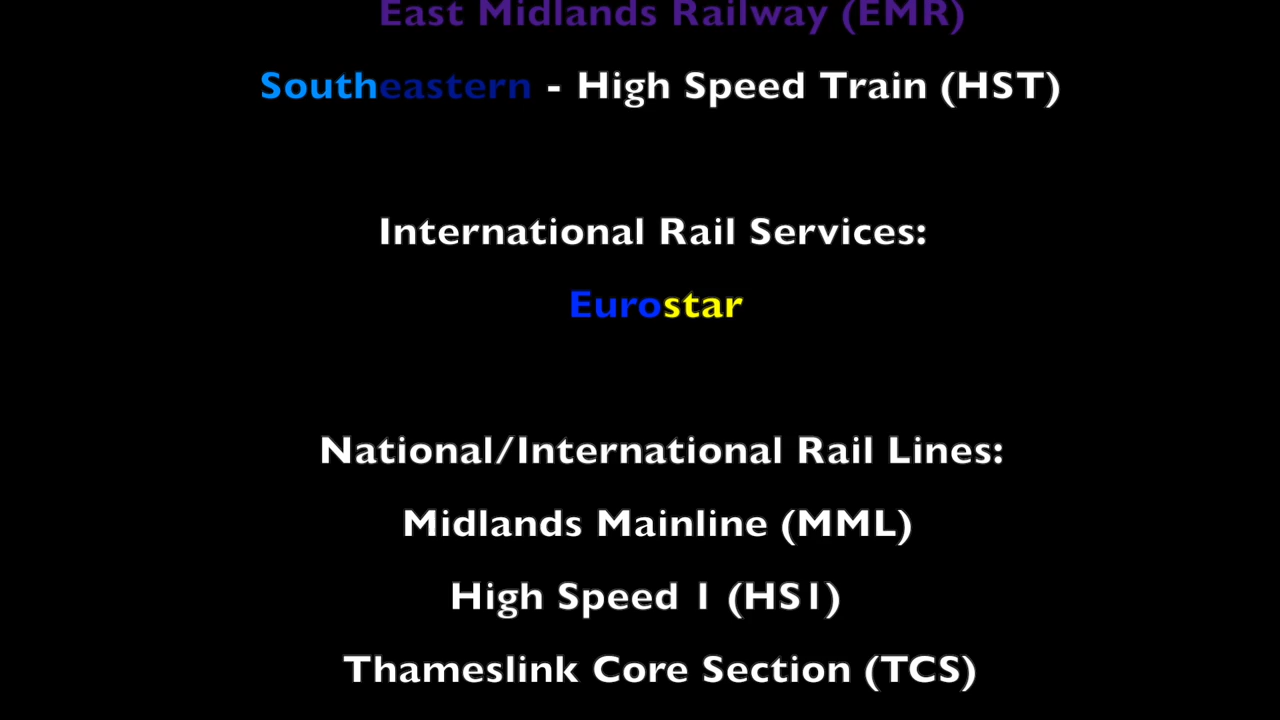 East Midlands Railway (EMR)
Southeastern - High Speed Train (HST)
International Rail Services:
Eurostar
National/International Rail Lines:
Midlands Mainline (MML)
High Speed 1 (HS1)
Thameslink Core Section (TCS)